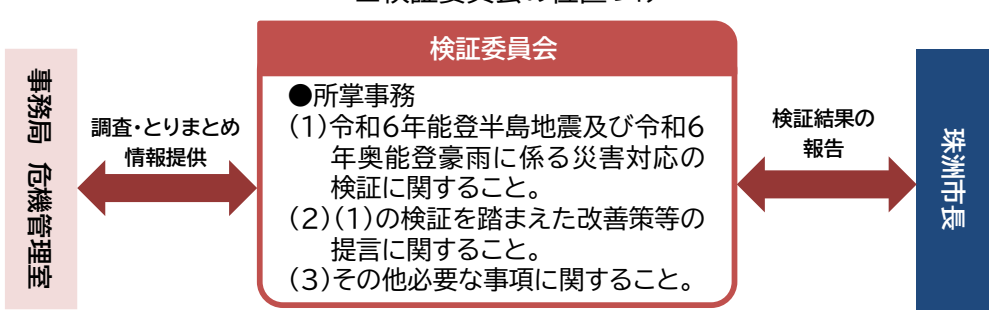 検証委員会
事務局 危機管理室
調査・とりまとめ
情報提供
●所掌事務
(1)令和6年能登半島地震及び令和6
年奥能登豪雨に係る災害対応の
検証に関すること。
(2)(1)の検証を踏まえた改善策等の
提言に関すること。
(3)その他必要な事項に関すること。
検証結果の
報告
珠洲市長